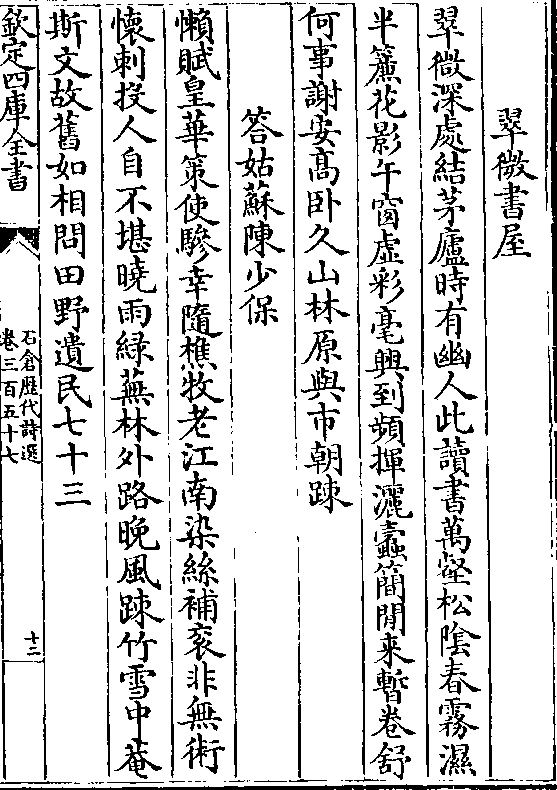 翠微書屋
翠微深處結茅廬時有幽人此讀書萬壑松陰春霧濕
半簾花影午窗虛彩毫興到頻揮灑蠹簡閒来暫卷舒
何事謝安髙卧久山林原與市朝踈
答姑蘇陳少保
懶賦皇華策使驂幸隨樵牧老江南染絲補衮非無術
懷刺投人自不堪曉雨緑蕪林外路晚風踈竹雪中菴
斯文故舊如相問田野遺民七十三
欽定四庫全書
石倉歴代詩選
卷三百五十七
十三